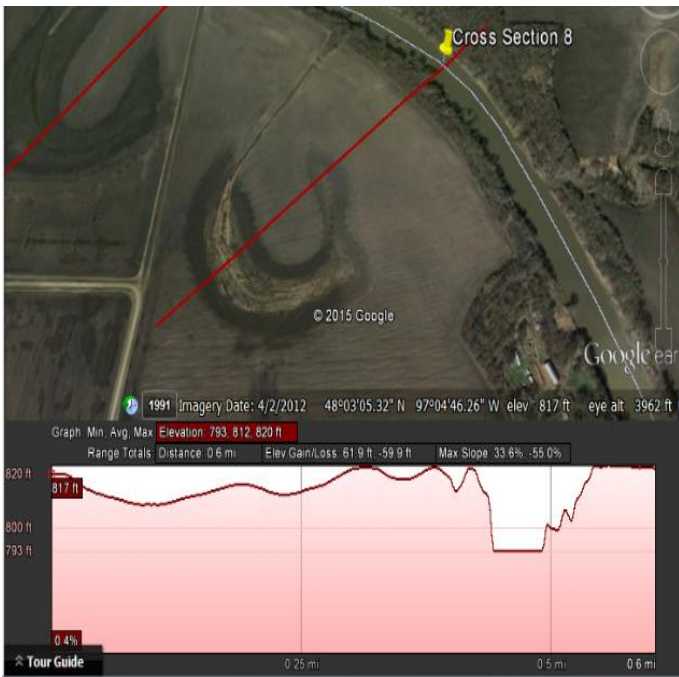 Cross Section 8
© 2015 Google
Google ear
1991 Imagery Date: 4/2/2012 48°03'05.32" N 97°04'46.26" W elev 817 ft eye alt 3962 ft
Graph: Min, Avg, Max Elevation: 793, 812, 820 ft
Range Totals: Distance: 0.6 mi Elev Gain/Loss: 61.9 ft, -59.9 ft Max Slope: 33.6%, -55.0%
820 ft
817 ft
800 ft
793 ft
0.4%
Tour Guide
0.25 mi
0.5 mi
0.6 mi